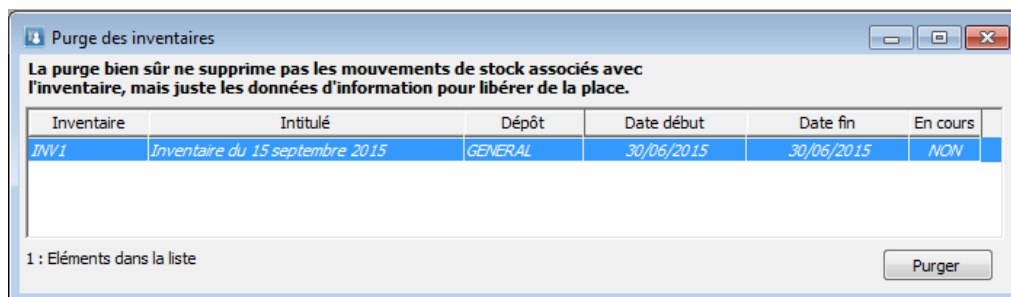 Purge des inventaires
La purge bien sûr ne supprime pas les mouvements de stock associés avec
l'inventaire, mais juste les données d'information pour libérer de la place.
Inventaire Intitulé Dépôt Date début Date fin En cours
INV1 Inventaire du 15 septembre 2015 GENERAL 30/06/2015 30/06/2015 NON
1 : Eléments dans la liste
Purger